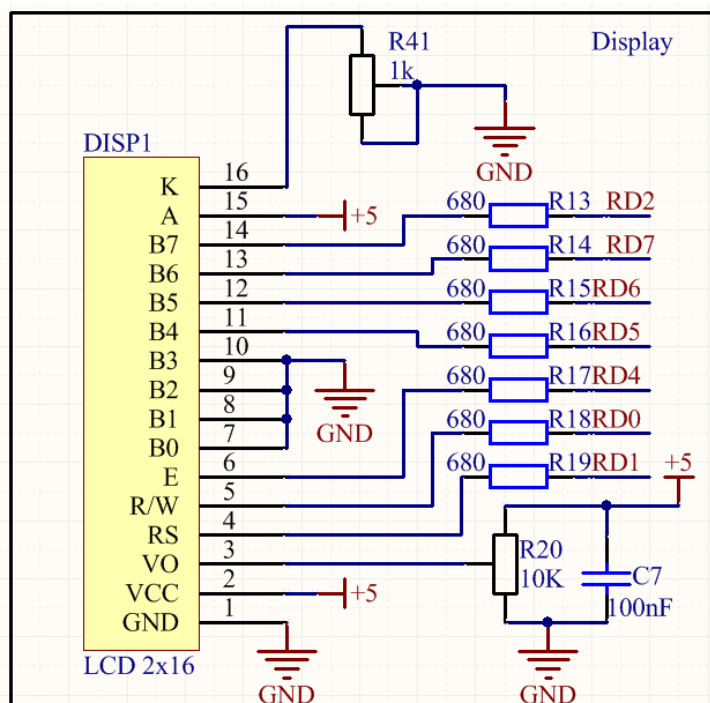 R41
1k
Display
GND
DISP1
K 16
A 15 +5
B7 14 680 R13 RD2
B6 13 680 R14 RD7
B5 12 680 R15 RD6
B4 11 680 R16 RD5
B3 10
B2 9 680 R17 RD4
B1 8 GND
B0 7 680 R18 RD0
E 6 680 R19 RD1 +5
R/W 5
RS 4
VO 3 R20
10K
C7
100nF
VCC 2 +5
GND 1
LCD 2x16
GND
GND